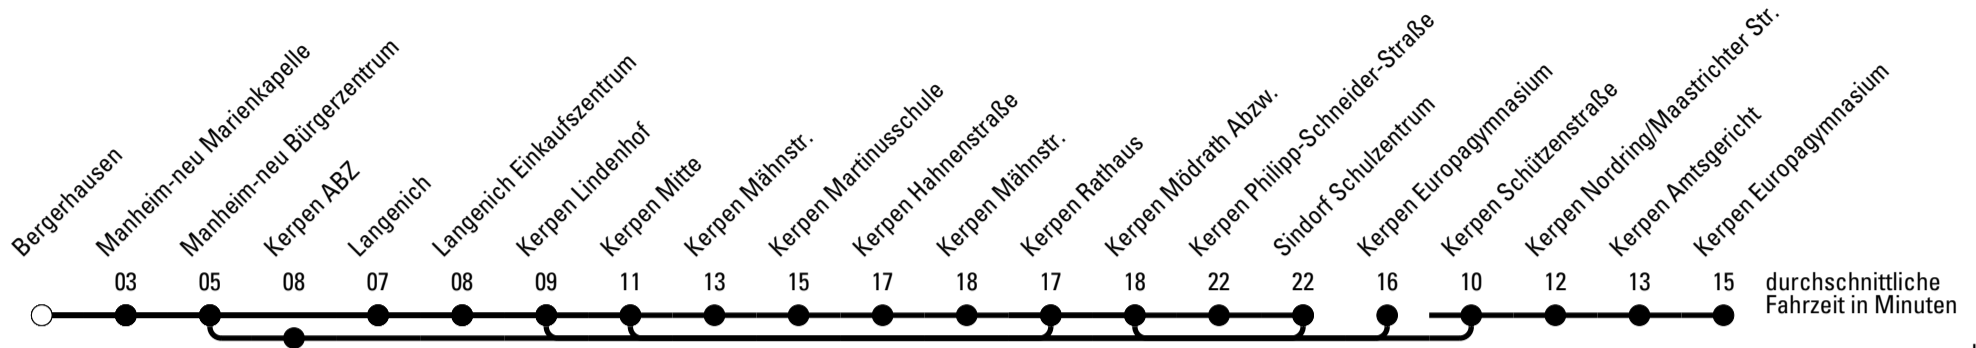 Bergerhausen
Manheim-neu Marienkapelle
Manheim-neu Bürgerzentrum
Kerpen ABZ
Langenich
Langenich Einkaufszentrum
Kerpen Lindenhof
Kerpen Mitte
Kerpen Mähnstr.
Kerpen Martinusschule
Kerpen Hahnenstraße
Kerpen Mähnstr.
Kerpen Rathaus
Kerpen Mödrath Abzw.
Kerpen Philipp-Schneider-Straße
Sindorf Schulzentrum
Kerpen Europagymnasium
Kerpen Schützenstraße
Kerpen Nordring/Maastrichter Str.
Kerpen Amtsgericht
Kerpen Europagymnasium
03 05 08 07 08 09 11 13 15 17 18 17 18 22 22 16 10 12 13 15
durchschnittliche
Fahrzeit in Minuten